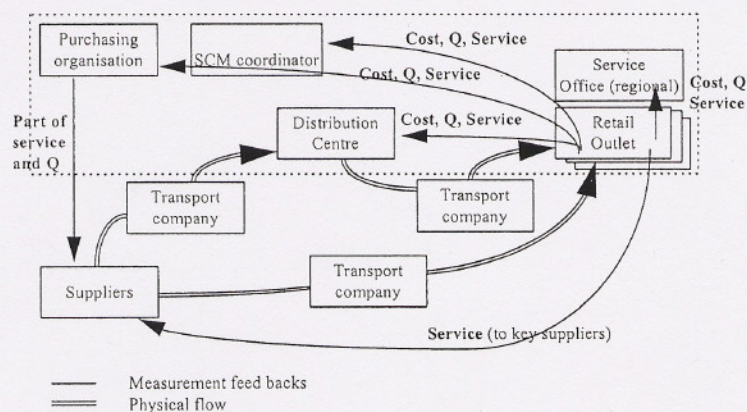 Purchasing
organisation
SCM coordinator
Cost, Q, Service
Service
Office (regional)
Cost, Q
Service
Cost, Q, Service
Part of
service
and Q
Distribution
Centre
Cost, Q, Service
Retail
Outlet
Transport
company
Transport
company
Suppliers
Transport
company
Service (to key suppliers)
Measurement feed backs
Physical flow